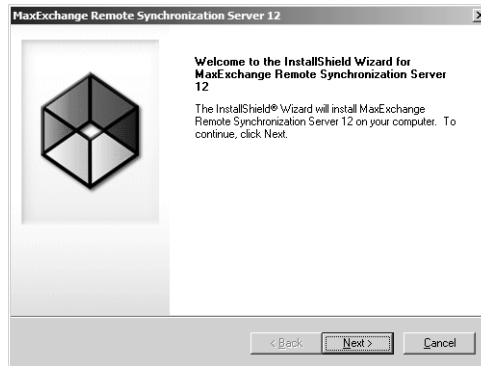 MaxExchange Remote Synchronization Server 12
Welcome to the InstallShield Wizard for
MaxExchange Remote Synchronization Server
12
The InstallShield® Wizard will install MaxExchange
Remote Synchronization Server 12 on your computer. To
continue, click Next.
< Back Next > Cancel